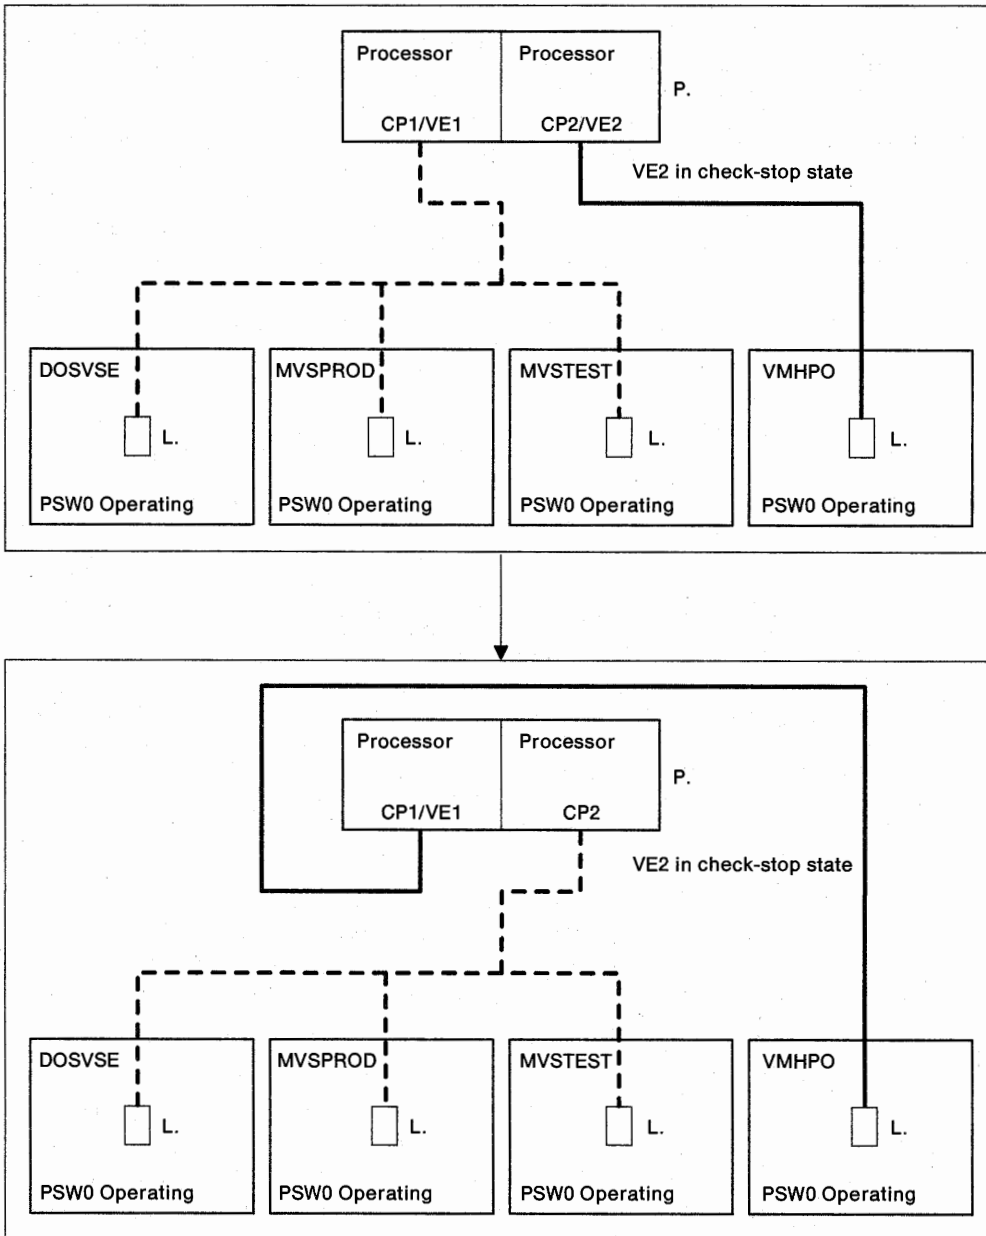 Processor Processor
P.
CP1/VE1 CP2/VE2
VE2 in check-stop state
DOSVSE MVSPROD MVSTEST VMHPO
L. L. L. L.
PSW0 Operating PSW0 Operating PSW0 Operating PSW0 Operating
Processor Processor
P.
CP1/VE1 CP2
VE2 in check-stop state
DOSVSE MVSPROD MVSTEST VMHPO
L. L. L. L.
PSW0 Operating PSW0 Operating PSW0 Operating PSW0 Operating